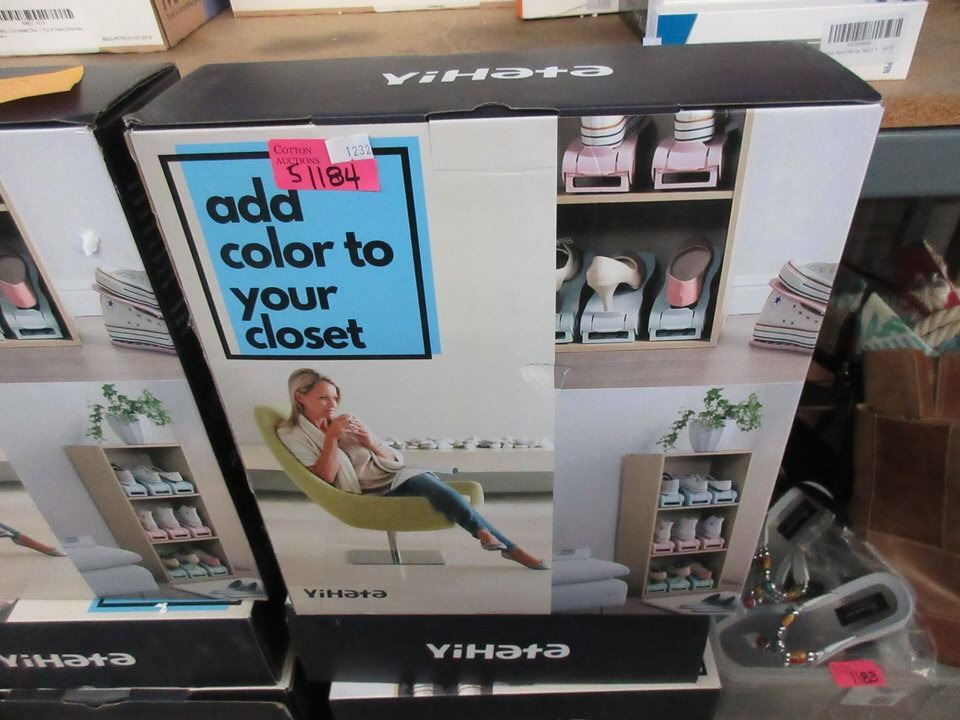 YiHata
COTTON
AUCTIONS
1232
51184
add
color to
your
closet
YiHata
YiHata
YiHata
1183